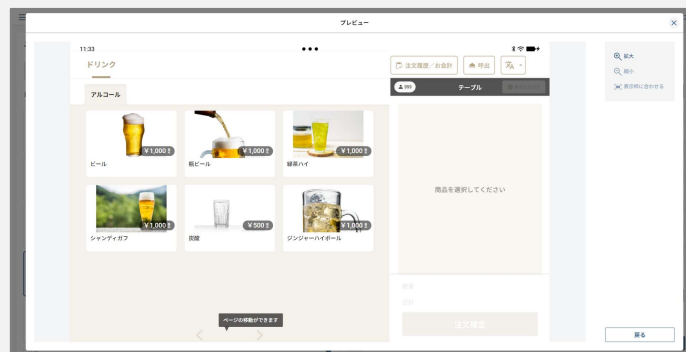 プレビュー
11:33
ドリンク
注文履歴／お会計
呼出
アルコール
999
テーブル
¥1,000
ビール
¥1,000
瓶ビール
¥1,000
緑茶ハイ
¥1,000
シャンディガフ
¥500
炭酸
¥1,000
ジンジャーハイボール
商品を選択してください
ページの移動ができます
注文確定
拡大
縮小
表示枠に合わせる
戻る